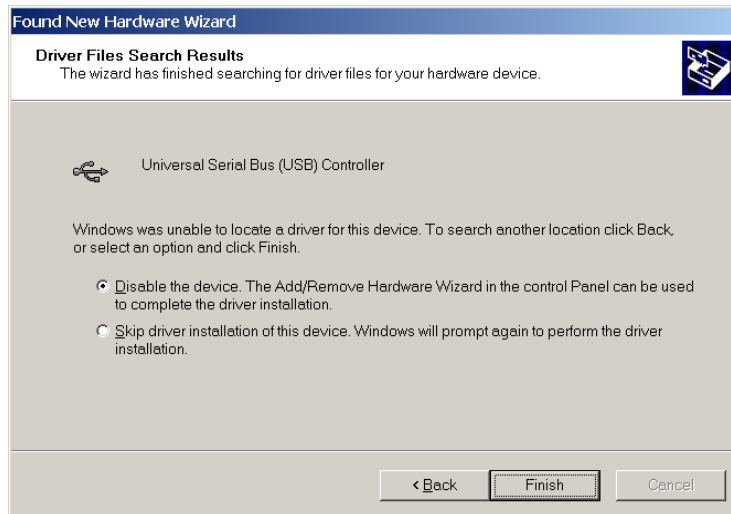 Found New Hardware Wizard
Driver Files Search Results
The wizard has finished searching for driver files for your hardware device.
Universal Serial Bus (USB) Controller
Windows was unable to locate a driver for this device. To search another location click Back,
or select an option and click Finish.
Disable the device. The Add/Remove Hardware Wizard in the control Panel can be used
to complete the driver installation.
Skip driver installation of this device. Windows will prompt again to perform the driver
installation.
< Back
Finish
Cancel